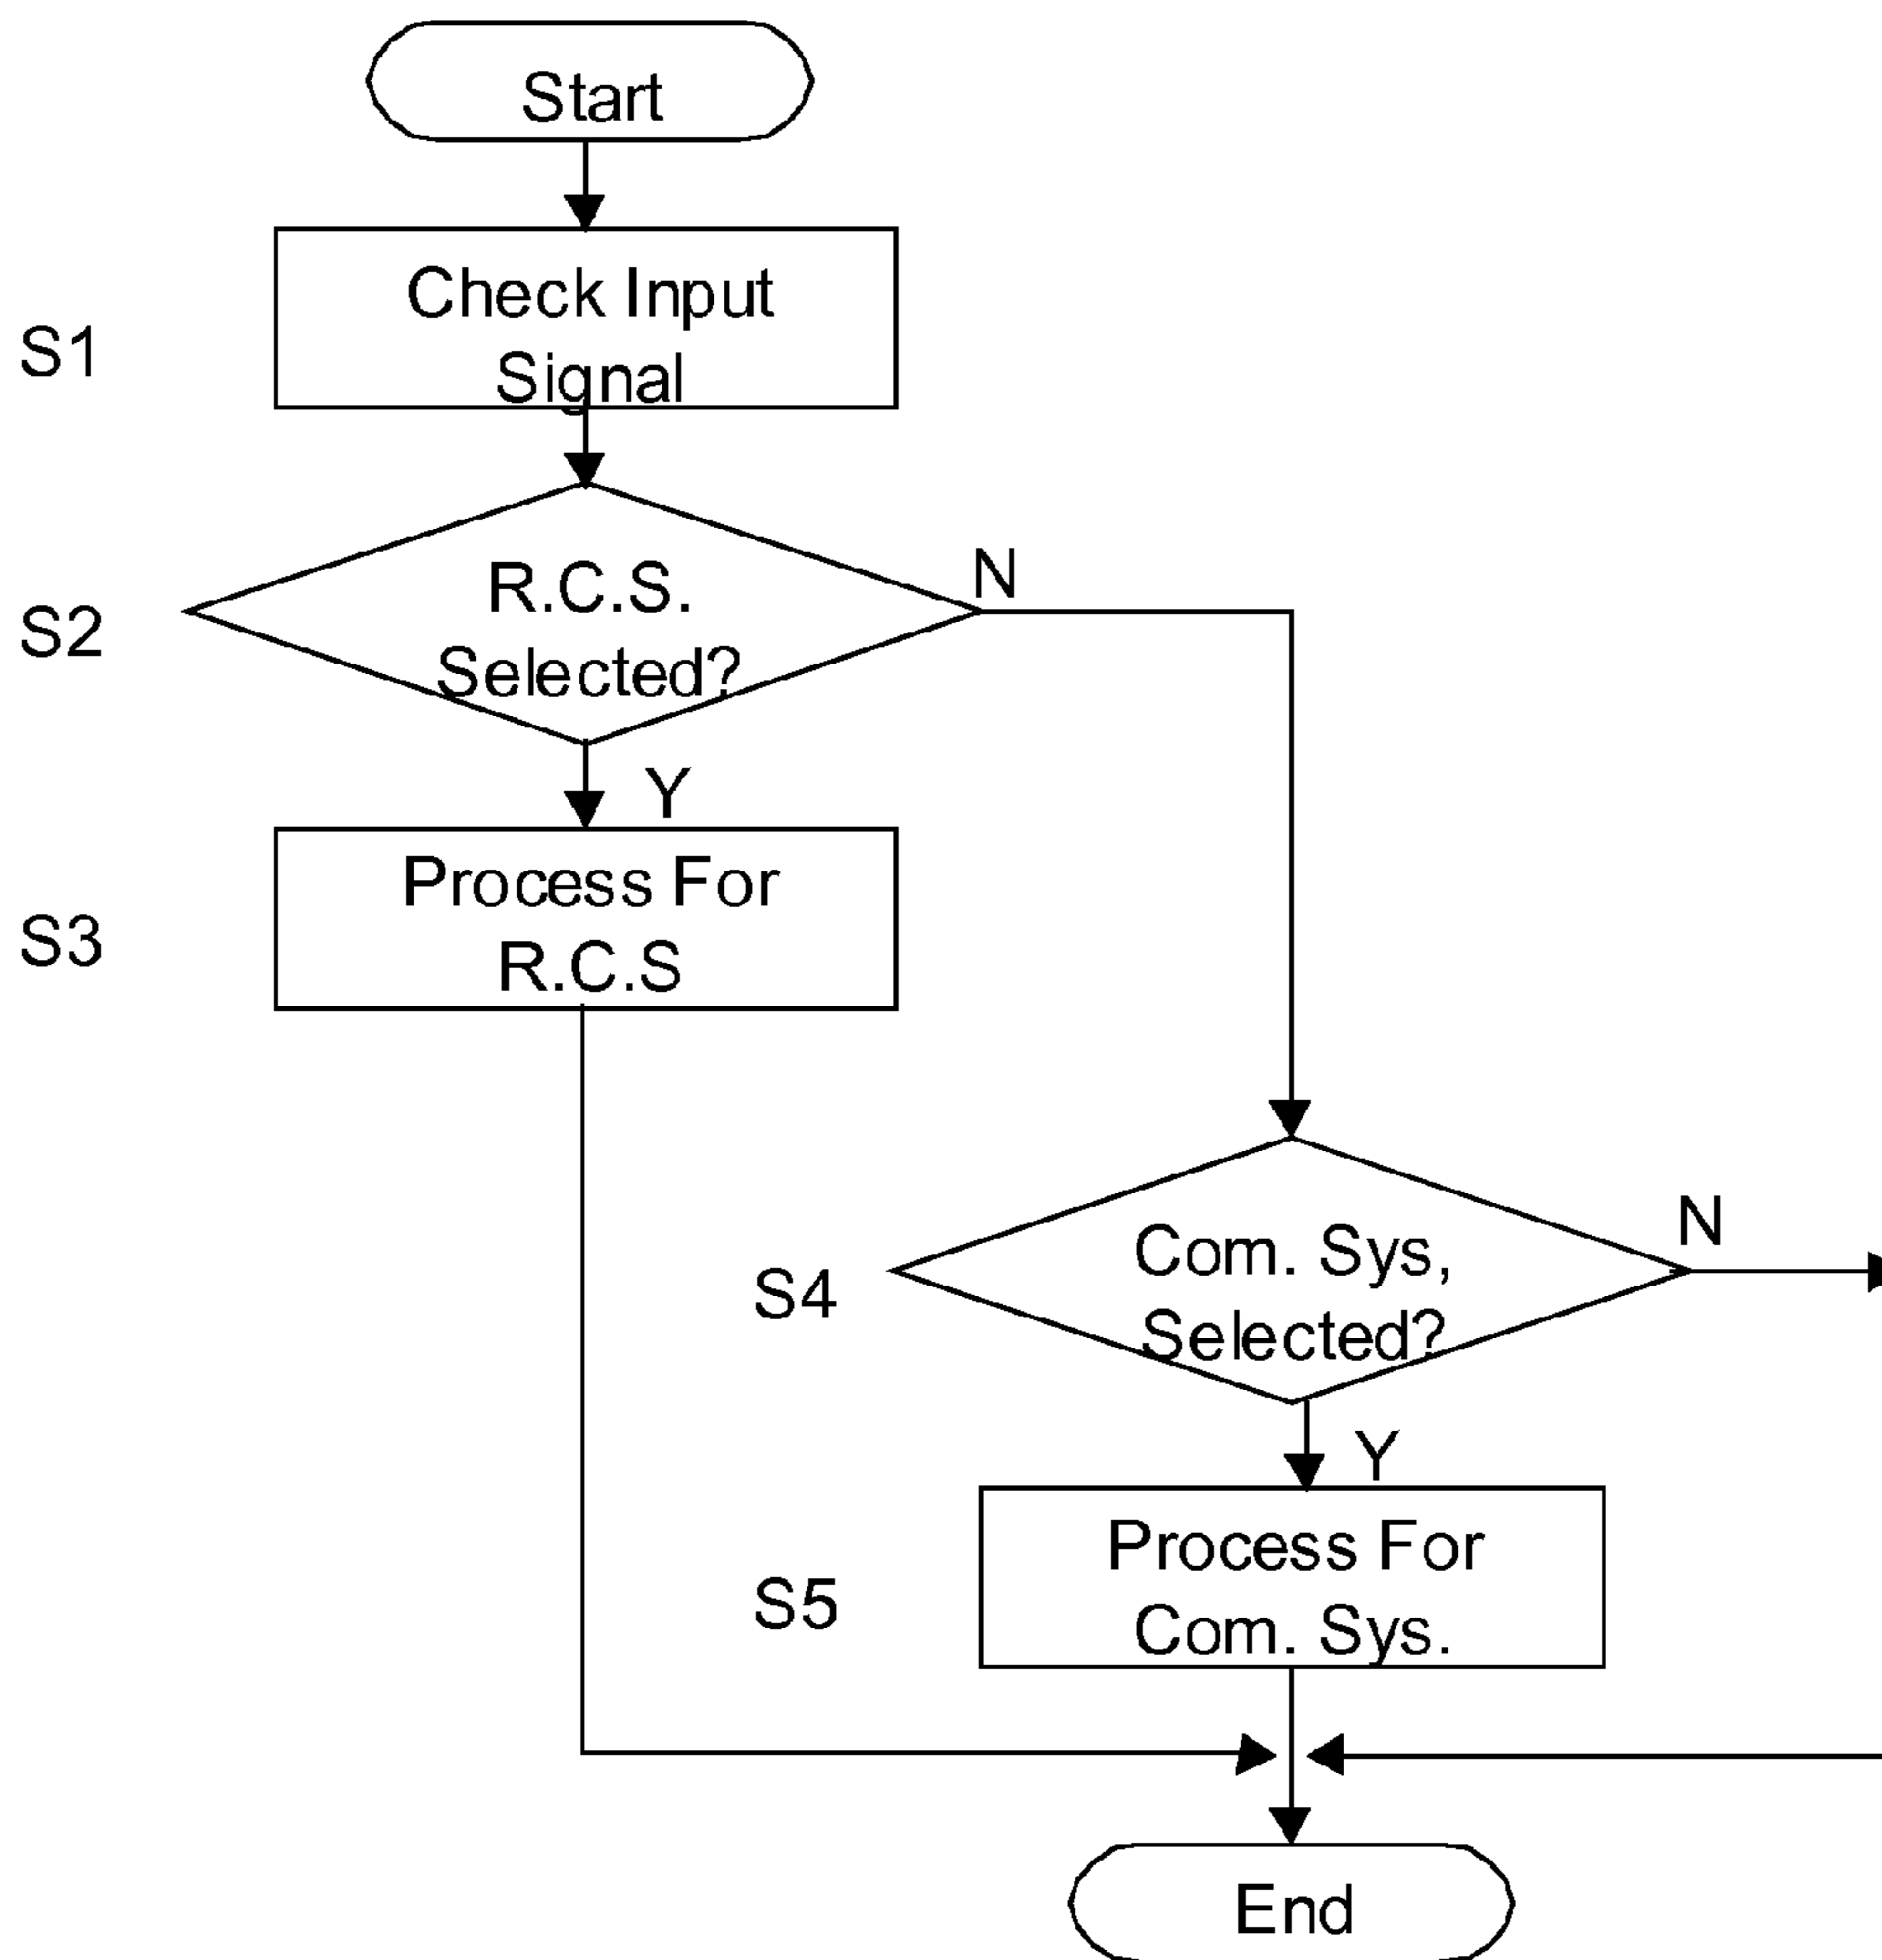 Start
Check Input
Signal
S1
R.C.S.
Selected?
N
S2
Y
Process For
R.C.S
S3
Com. Sys,
Selected?
N
S4
Y
Process For
Com. Sys.
S5
End